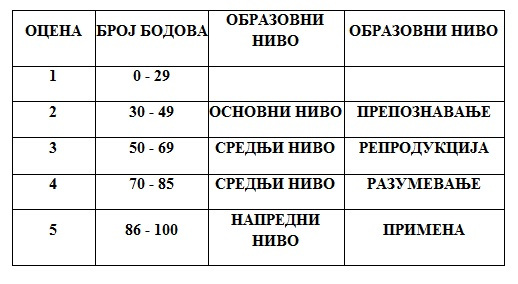 ОЦЕНА БРОЈ БОДОВА ОБРАЗОВНИ НИВО ОБРАЗОВНИ НИВО
1 0 - 29
2 30 - 49 ОСНОВНИ НИВО ПРЕПОЗНАВАЊЕ
3 50 - 69 СРЕДЊИ НИВО РЕПРОДУКЦИЈА
4 70 - 85 СРЕДЊИ НИВО РАЗУМЕВАЊЕ
5 86 - 100 НАПРЕДНИ НИВО ПРИМЕНА